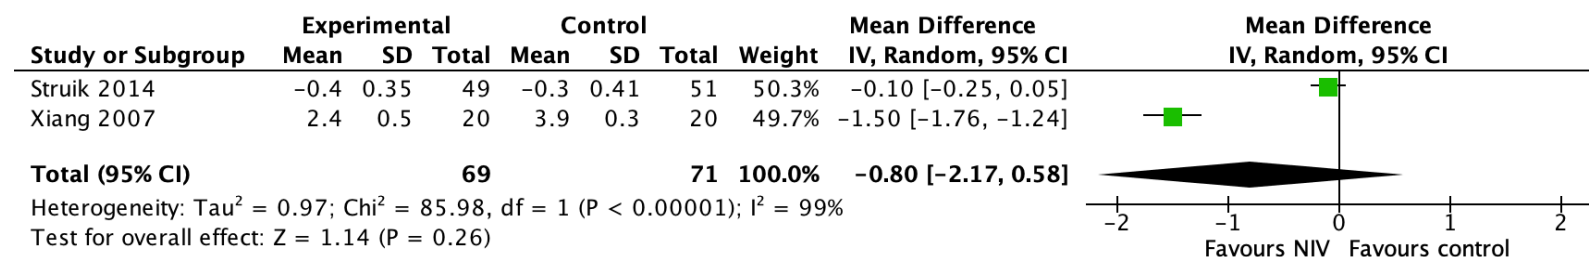 Experimental Control Mean Difference Mean Difference
Study or Subgroup Mean SD Total Mean SD Total Weight IV, Random, 95% CI IV, Random, 95% CI
Struik 2014 −0.4 0.35 49 −0.3 0.41 51 50.3% −0.10 [−0.25, 0.05]
Xiang 2007 2.4 0.5 20 3.9 0.3 20 49.7% −1.50 [−1.76, −1.24]
Total (95% CI) 69 71 100.0% −0.80 [−2.17, 0.58]
Heterogeneity: Tau² = 0.97; Chi² = 85.98, df = 1 (P < 0.00001); I² = 99%
Test for overall effect: Z = 1.14 (P = 0.26)
−2 −1 0 1 2
Favours NIV Favours control